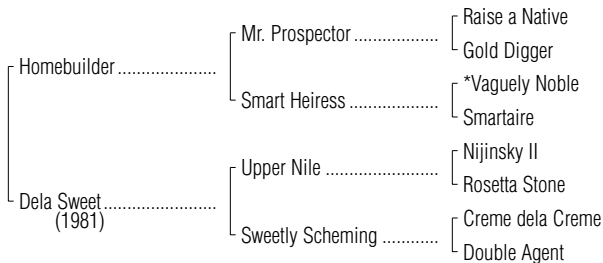 Raise a Native
Mr. Prospector ..................
Gold Digger
Homebuilder .....................
*Vaguely Noble
Smart Heiress ...................
Smartaire
Nijinsky II
Upper Nile ........................
Rosetta Stone
Dela Sweet........................
(1981)
Creme dela Creme
Sweetly Scheming ............
Double Agent